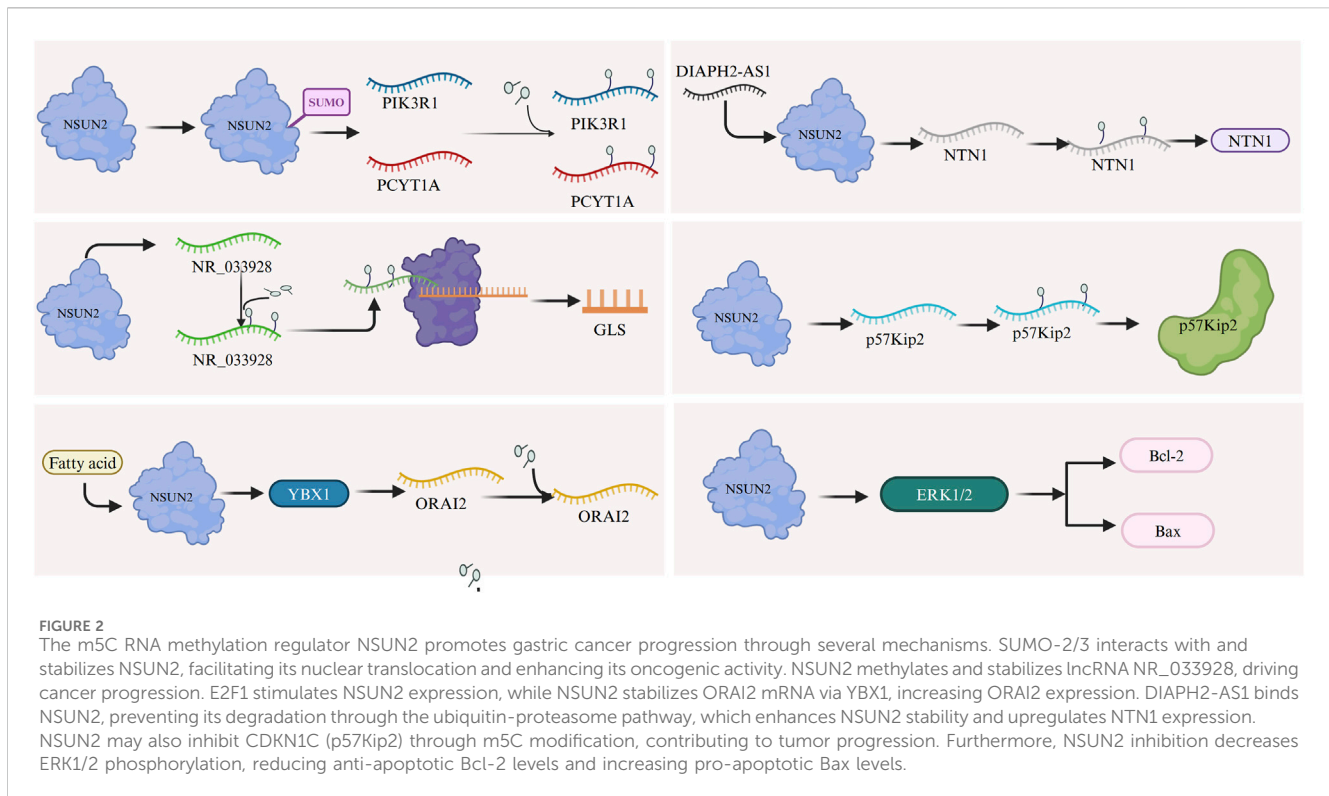 NSUN2
NSUN2
SUMO
PIK3R1
PCYT1A
PIK3R1
PCYT1A
DIAPH2-AS1
NSUN2
NTN1
NTN1
NTN1
NSUN2
NR_033928
NR_033928
GLS
NSUN2
p57Kip2
p57Kip2
p57Kip2
Fatty acid
NSUN2
YBX1
ORAI2
ORAI2
NSUN2
ERK1/2
Bcl-2
Bax
FIGURE 2
The m5C RNA methylation regulator NSUN2 promotes gastric cancer progression through several mechanisms. SUMO-2/3 interacts with and
stabilizes NSUN2, facilitating its nuclear translocation and enhancing its oncogenic activity. NSUN2 methylates and stabilizes lncRNA NR_033928, driving
cancer progression. E2F1 stimulates NSUN2 expression, while NSUN2 stabilizes ORAI2 mRNA via YBX1, increasing ORAI2 expression. DIAPH2-AS1 binds
NSUN2, preventing its degradation through the ubiquitin-proteasome pathway, which enhances NSUN2 stability and upregulates NTN1 expression.
NSUN2 may also inhibit CDKN1C (p57Kip2) through m5C modification, contributing to tumor progression. Furthermore, NSUN2 inhibition decreases
ERK1/2 phosphorylation, reducing anti-apoptotic Bcl-2 levels and increasing pro-apoptotic Bax levels.